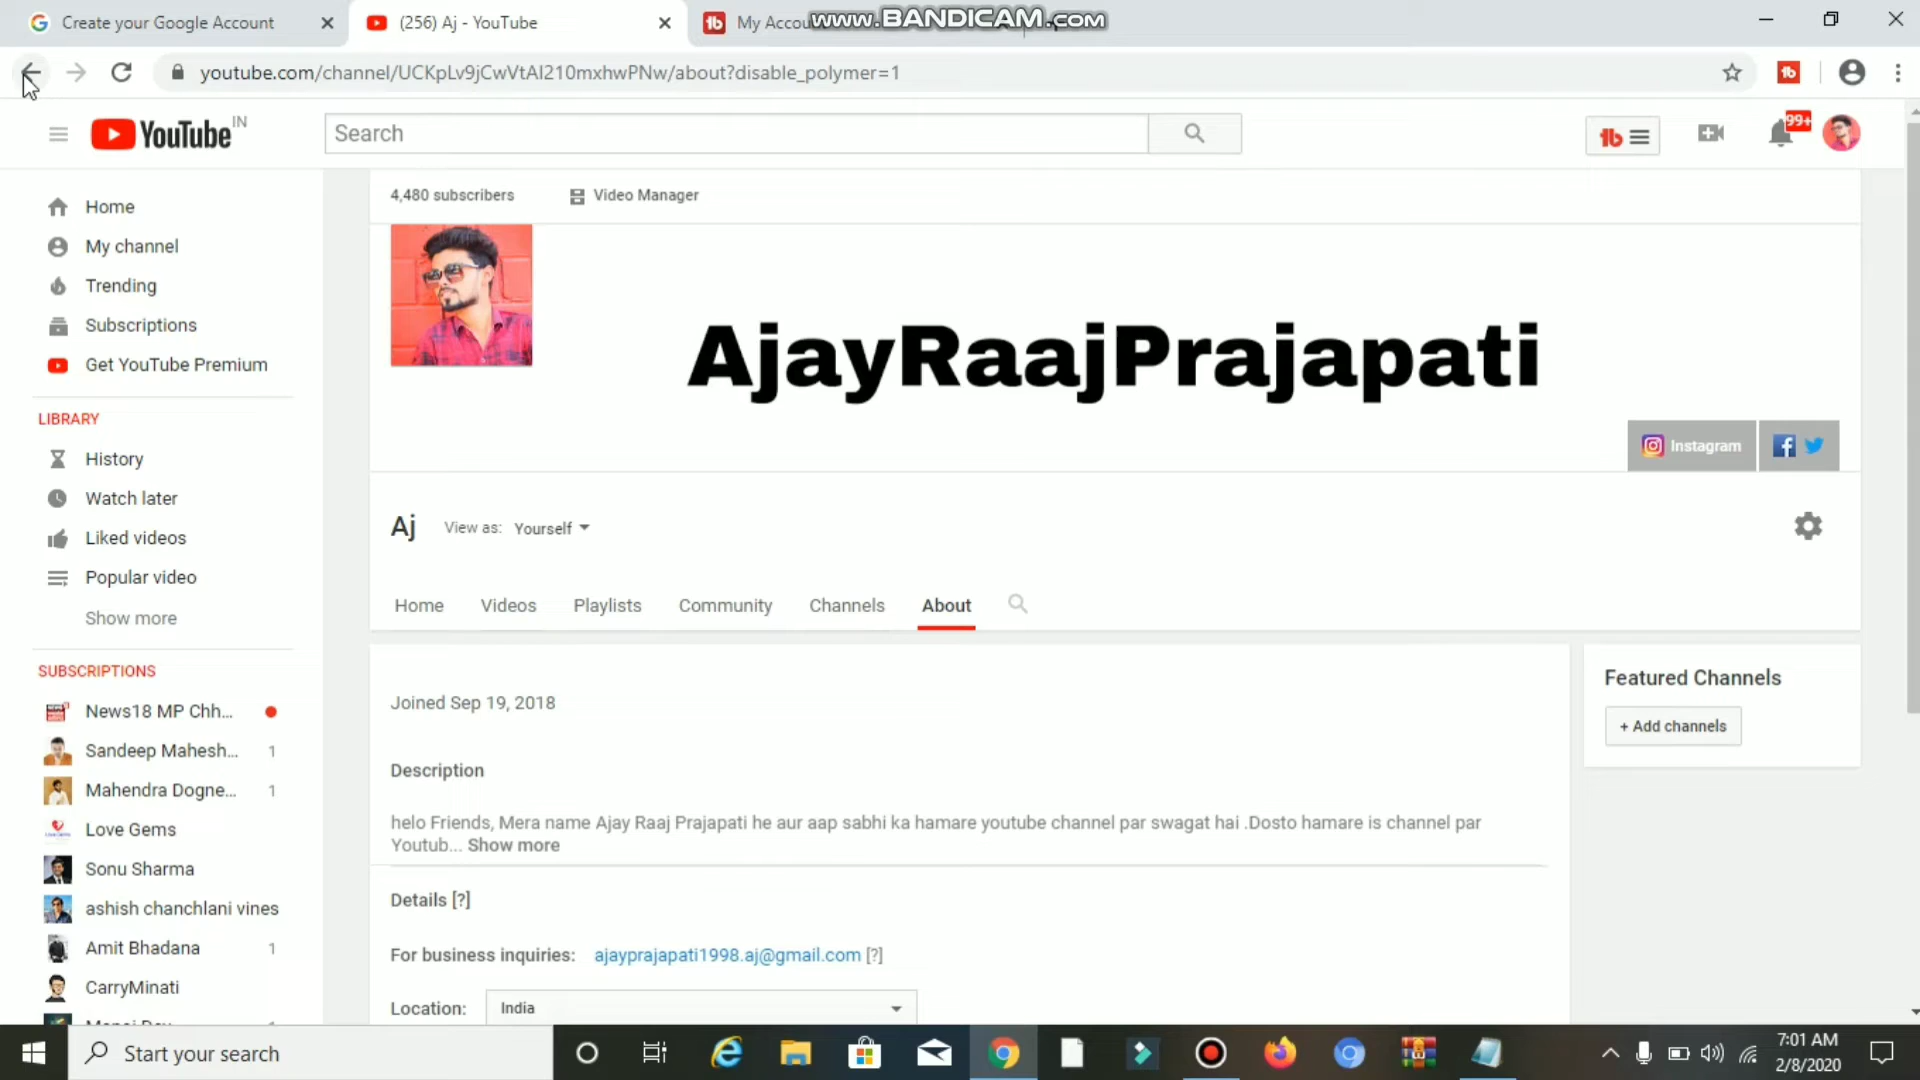 Create your Google Account
(256) Aj - YouTube
My Accou
www.BANDICAM.com
youtube.com/channel/UCKpLv9jCwVtAI210mxhwPNw/about?disable_polymer=1
YouTube IN
Search
99+
Home
My channel
Trending
Subscriptions
Get YouTube Premium
LIBRARY
History
Watch later
Liked videos
Popular video
Show more
SUBSCRIPTIONS
News18 MP Chh...
Sandeep Mahesh... 1
Mahendra Dogne... 1
Love Gems
Sonu Sharma
ashish chanchlani vines
Amit Bhadana 1
CarryMinati
4,480 subscribers
Video Manager
AjayRaajPrajapati
Instagram
Aj View as: Yourself
Home Videos Playlists Community Channels About
Joined Sep 19, 2018
Description
helo Friends, Mera name Ajay Raaj Prajapati he aur aap sabhi ka hamare youtube channel par swagat hai .Dosto hamare is channel par
Youtub... Show more
Details [?]
For business inquiries: ajayprajapati1998.aj@gmail.com [?]
Location: India
Featured Channels
+ Add channels
Start your search
7:01 AM
2/8/2020